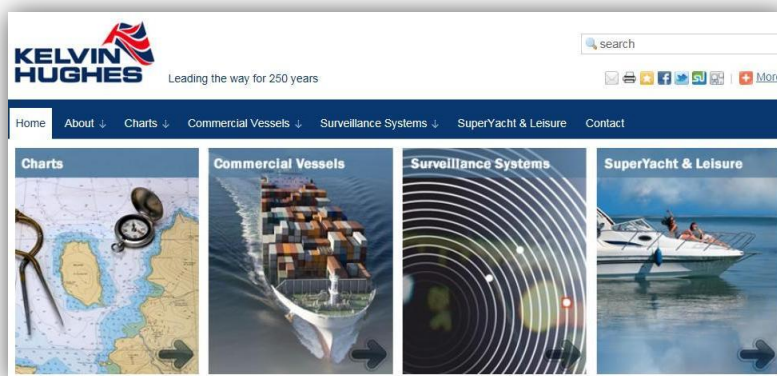 KELVIN
HUGHES
Leading the way for 250 years
search
More
Home About ↓ Charts ↓ Commercial Vessels ↓ Surveillance Systems ↓ SuperYacht & Leisure Contact
Charts
Commercial Vessels
Surveillance Systems
SuperYacht & Leisure